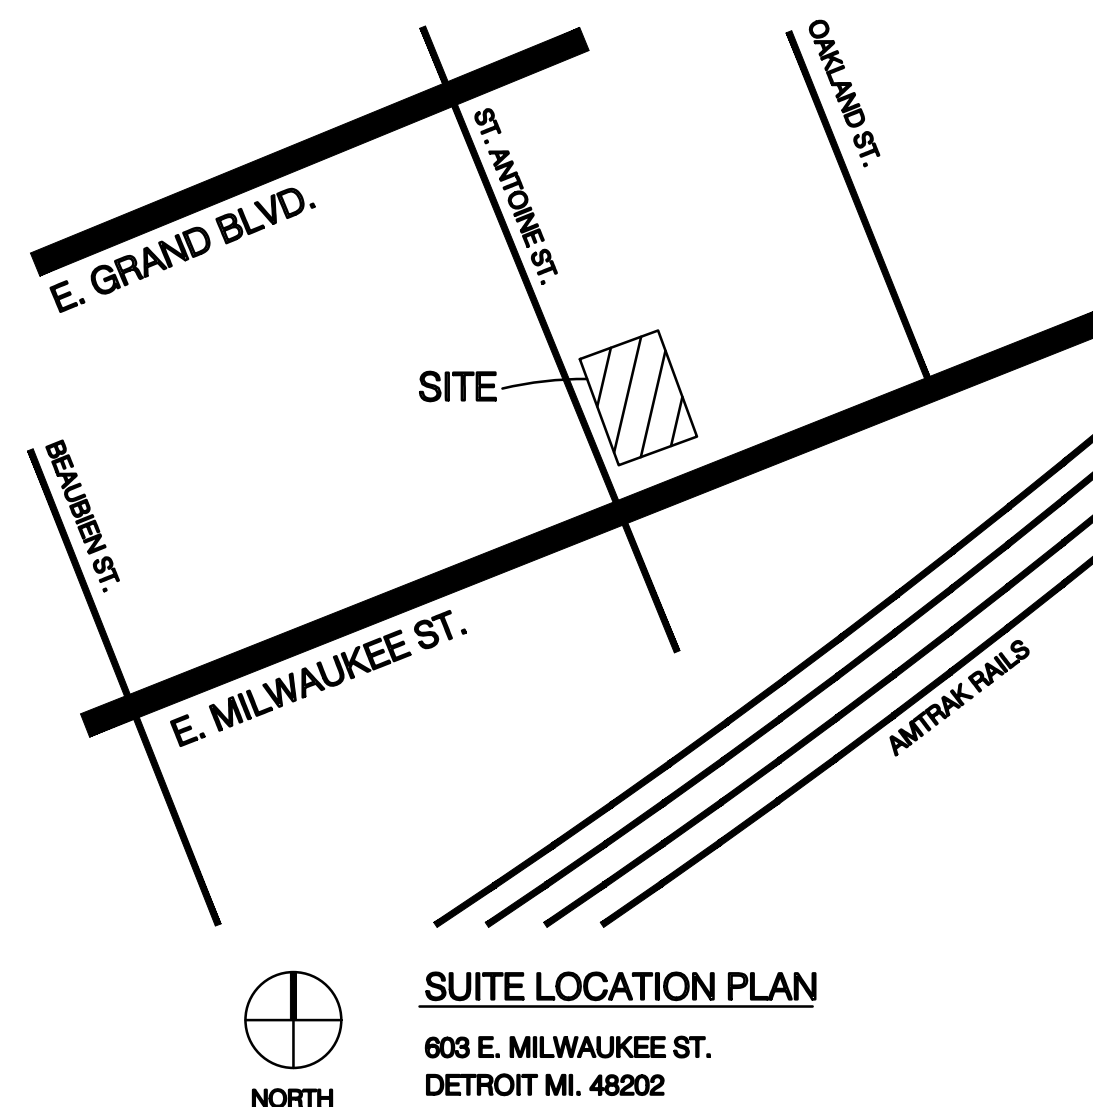 OAKLAND ST.
ST. ANTOINE ST.
E. GRAND BLVD.
SITE
BEAUBIEN ST.
E. MILWAUKEE ST.
AMTRAK RAILS
SUITE LOCATION PLAN
603 E. MILWAUKEE ST.
DETROIT MI. 48202
NORTH